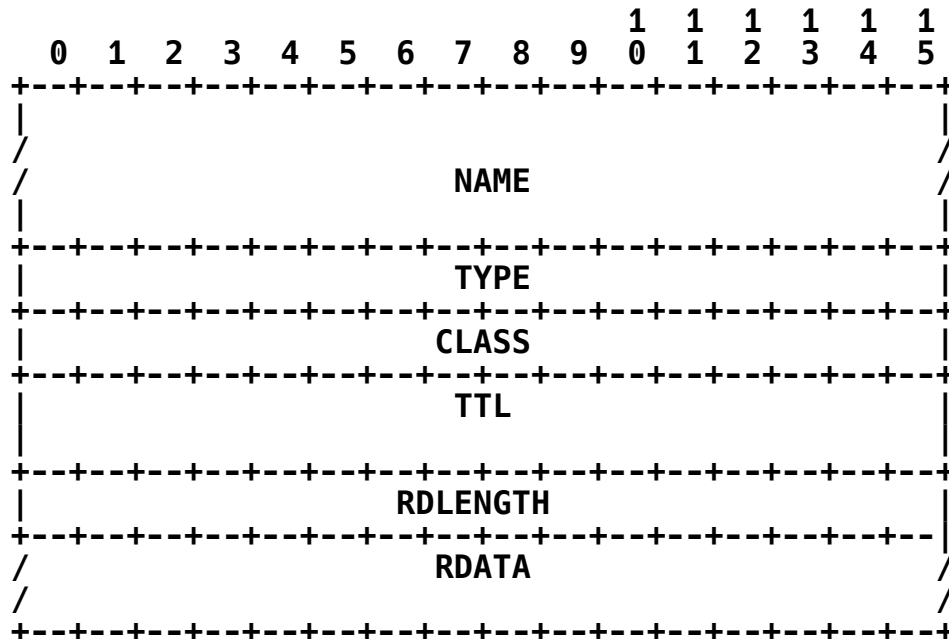 1  1  1  1  1  1
  0  1  2  3  4  5  6  7  8  9  0  1  2  3  4  5
+--+--+--+--+--+--+--+--+--+--+--+--+--+--+--+--+
|                                               |
/                                               /
/                      NAME                     /
|                                               |
+--+--+--+--+--+--+--+--+--+--+--+--+--+--+--+--+
|                      TYPE                     |
+--+--+--+--+--+--+--+--+--+--+--+--+--+--+--+--+
|                     CLASS                     |
+--+--+--+--+--+--+--+--+--+--+--+--+--+--+--+--+
|                      TTL                      |
|                                               |
+--+--+--+--+--+--+--+--+--+--+--+--+--+--+--+--+
|                   RDLENGTH                    |
+--+--+--+--+--+--+--+--+--+--+--+--+--+--+--+--|
/                     RDATA                     /
/                                               /
+--+--+--+--+--+--+--+--+--+--+--+--+--+--+--+--+